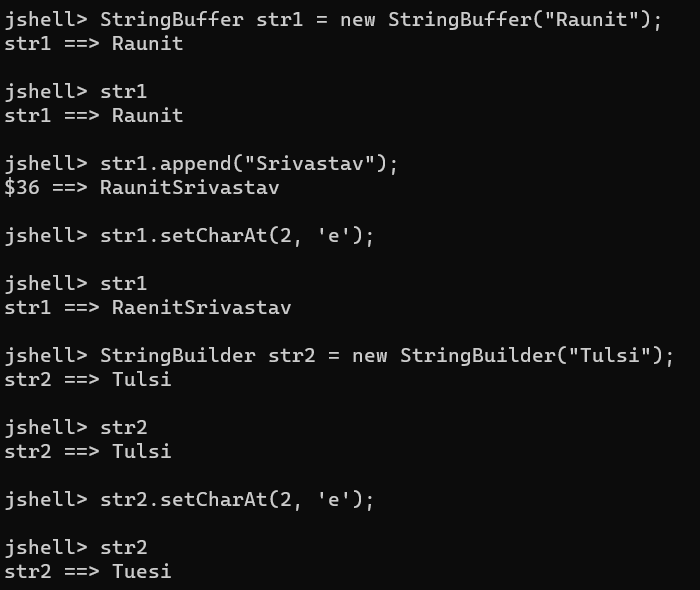 jshell> StringBuffer str1 = new StringBuffer("Raunit");
str1 ==> Raunit
jshell> str1
str1 ==> Raunit
jshell> str1.append("Srivastav");
$36 ==> RaunitSrivastav
jshell> str1.setCharAt(2, 'e');
jshell> str1
str1 ==> RaenitSrivastav
jshell> StringBuilder str2 = new StringBuilder("Tulsi");
str2 ==> Tulsi
jshell> str2
str2 ==> Tulsi
jshell> str2.setCharAt(2, 'e');
jshell> str2
str2 ==> Tuesi